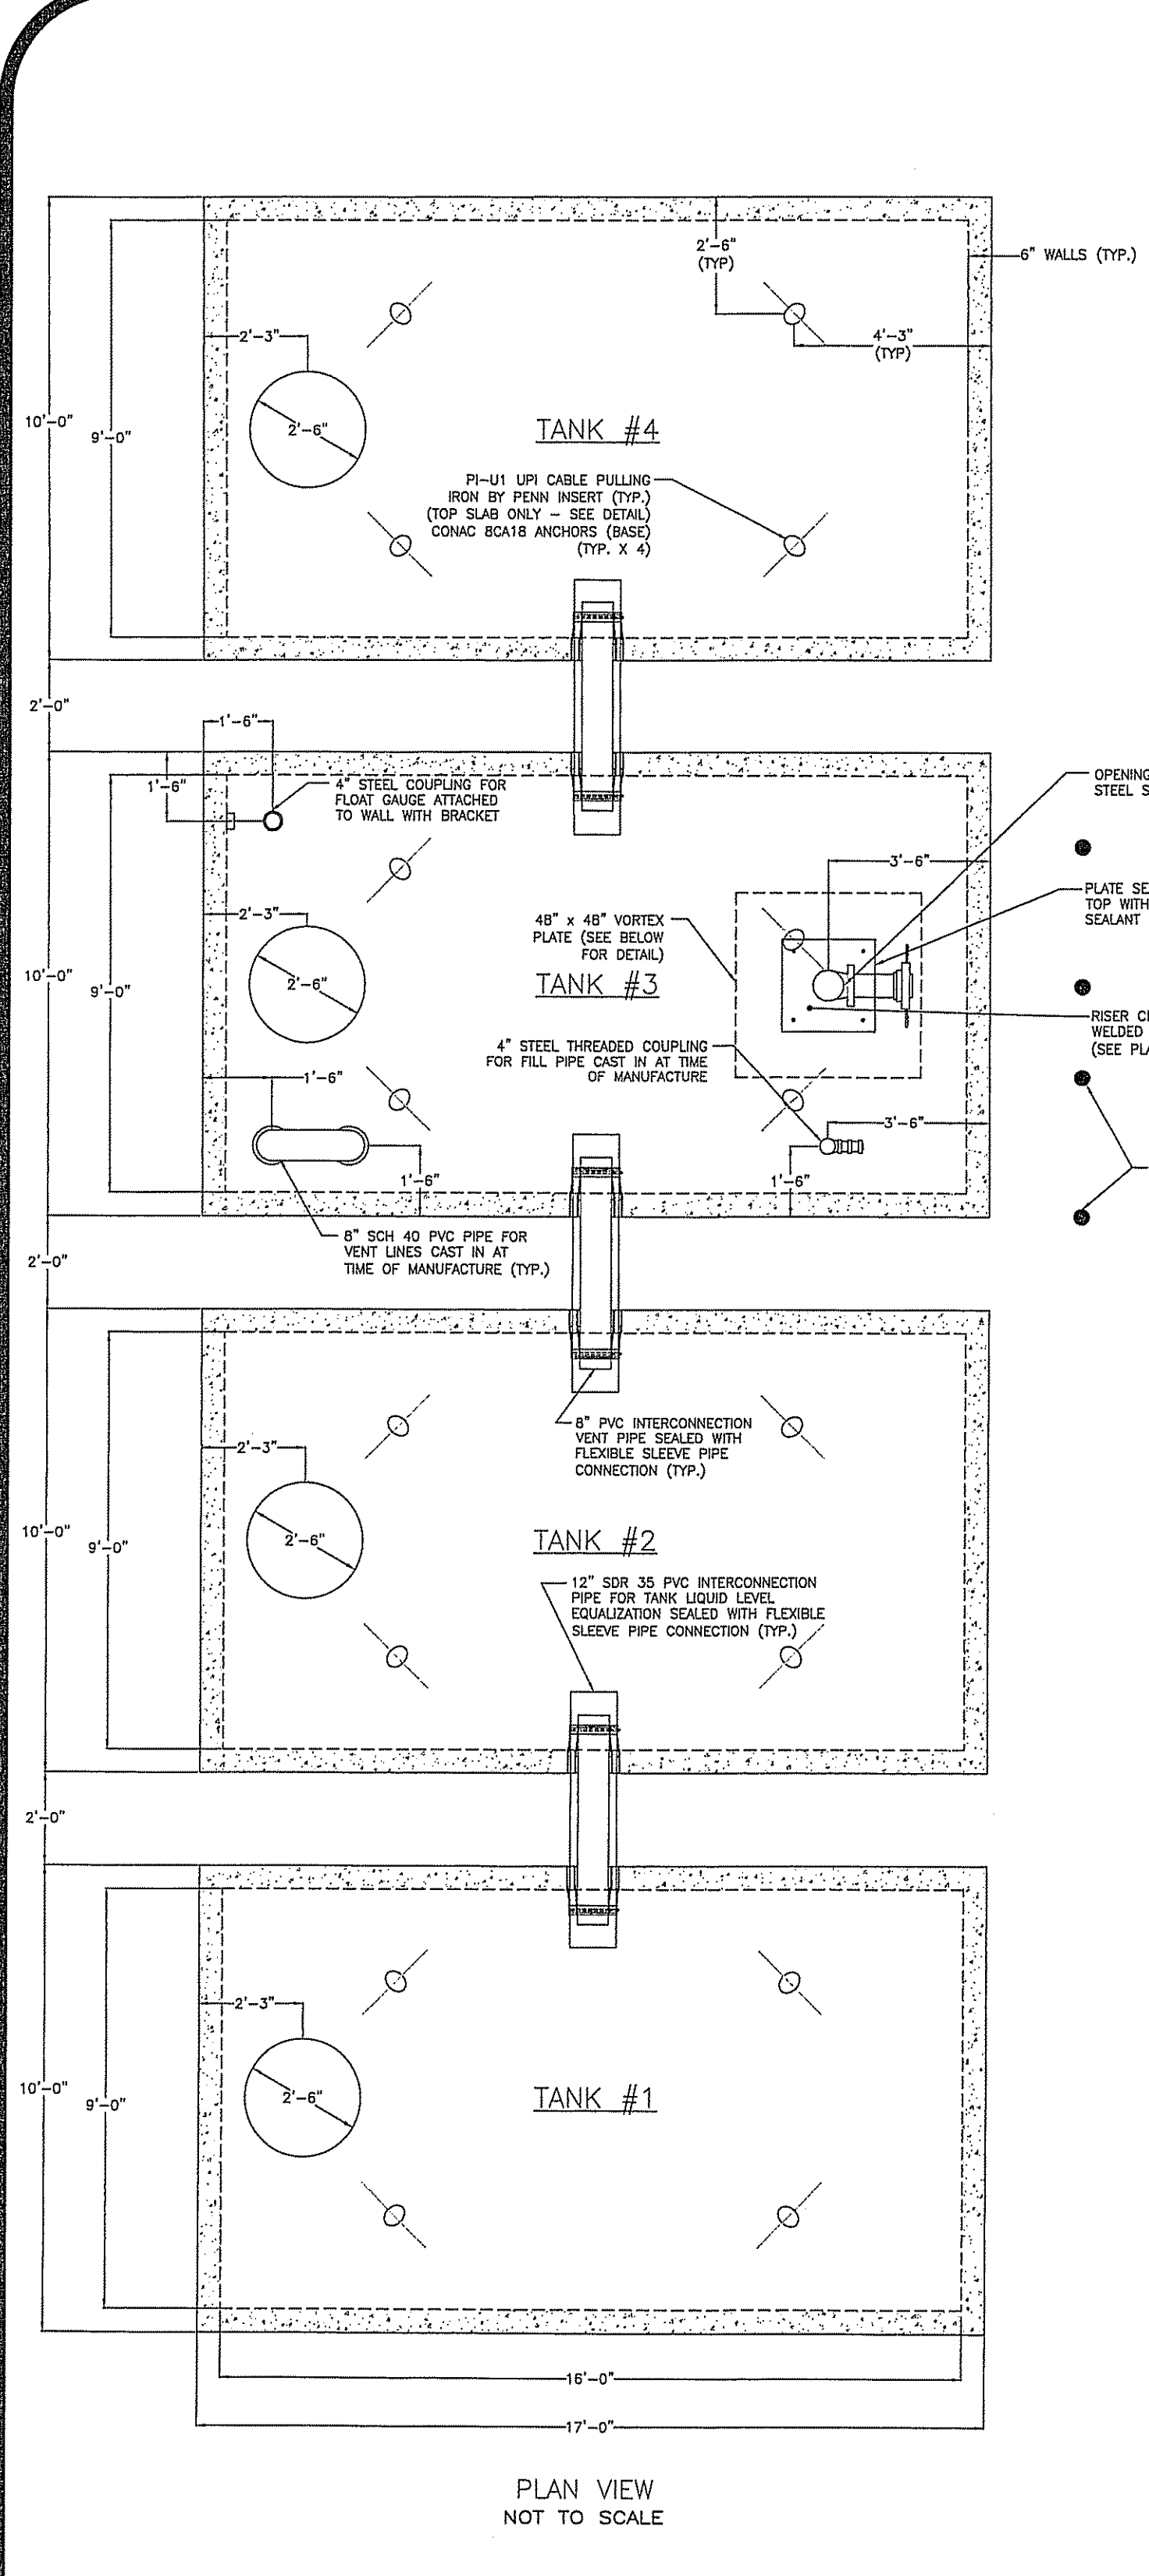 2'-6"
(TYP)
6" WALLS (TYP.)
2'-3"
4'-3"
(TYP)
10'-0"
9'-0"
2'-6"
TANK #4
PI-U1 UPI CABLE PULLING
IRON BY PENN INSERT (TYP.)
(TOP SLAB ONLY - SEE DETAIL)
CONAC 8CA18 ANCHORS (BASE)
(TYP. X 4)
2'-0"
1'-6"
1'-6"
4" STEEL COUPLING FOR
FLOAT GAUGE ATTACHED
TO WALL WITH BRACKET
OPENING
STEEL S
3'-6"
PLATE SE
TOP WITH
SEALANT
2'-3"
48" x 48" VORTEX
PLATE (SEE BELOW
FOR DETAIL)
10'-0"
9'-0"
2'-6"
TANK #3
RISER C
WELDED
(SEE PLA
4" STEEL THREADED COUPLING
FOR FILL PIPE CAST IN AT TIME
OF MANUFACTURE
1'-6"
3'-6"
1'-6"
1'-6"
8" SCH 40 PVC PIPE FOR
VENT LINES CAST IN AT
TIME OF MANUFACTURE (TYP.)
2'-0"
8" PVC INTERCONNECTION
VENT PIPE SEALED WITH
FLEXIBLE SLEEVE PIPE
CONNECTION (TYP.)
2'-3"
10'-0"
9'-0"
2'-6"
TANK #2
12" SDR 35 PVC INTERCONNECTION
PIPE FOR TANK LIQUID LEVEL
EQUALIZATION SEALED WITH FLEXIBLE
SLEEVE PIPE CONNECTION (TYP.)
2'-0"
2'-3"
10'-0"
9'-0"
2'-6"
TANK #1
16'-0"
17'-0"
PLAN VIEW
NOT TO SCALE